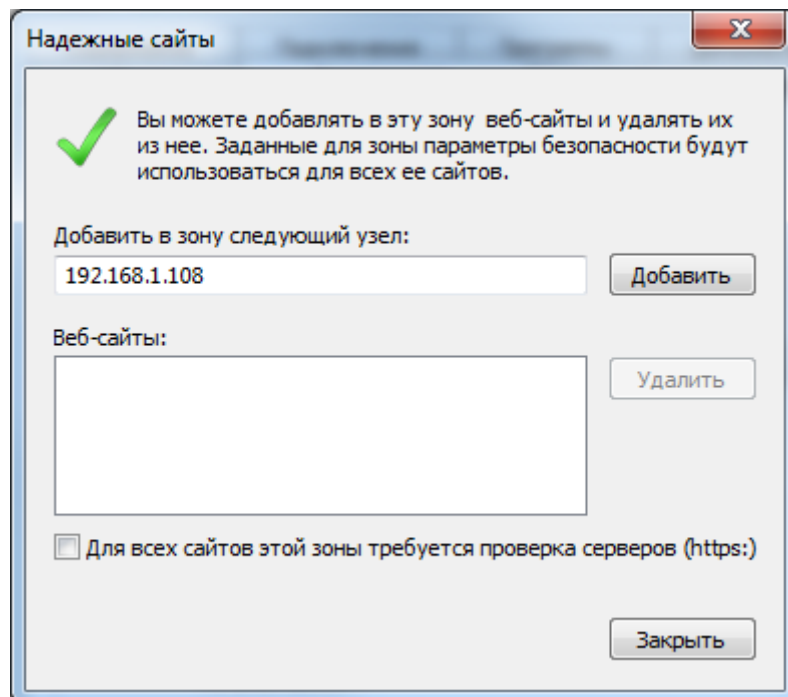 Надежные сайты
Вы можете добавлять в эту зону веб-сайты и удалять их
из нее. Заданные для зоны параметры безопасности будут
использоваться для всех ее сайтов.
Добавить в зону следующий узел:
192.168.1.108
Добавить
Веб-сайты:
Удалить
Для всех сайтов этой зоны требуется проверка серверов (https:)
Закрыть